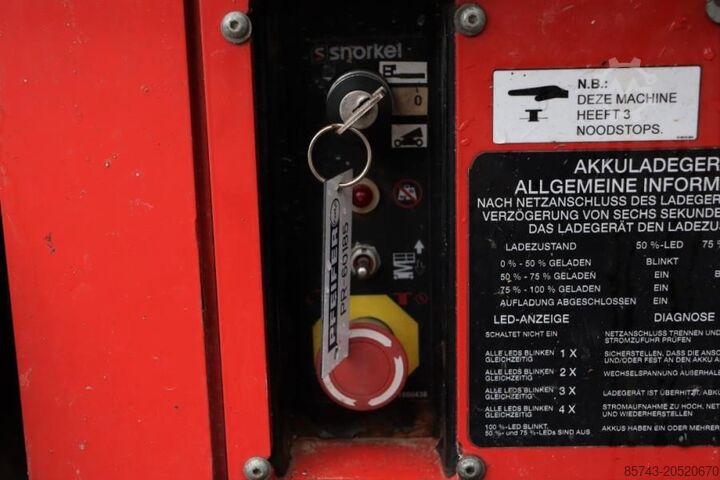 snorkel
0
PFEIFER
PR-60185
N.B.:
DEZE MACHINE
HEEFT 3
NOODSTOPS.
AKKULADEGER
ALLGEMEINE INFORM
NACH NETZANSCHLUSS DES LADEGER
VERZÖGERUNG VON SECHS SEKUNDE
DAS LADEGERÄT DEN LADEZUS
LADEZUSTAND 50 %-LED 75 %
0 % - 50 % GELADEN BLINKT
50 % - 75 % GELADEN EIN B
75 % - 100 % GELADEN EIN
AUFLADUNG ABGESCHLOSSEN EIN
LED-ANZEIGE DIAGNOSE
SCHALTET NICHT EIN NETZANSCHLUSS TRENNEN UND
STROMZUFUHR PRÜFEN
ALLE LEDS BLINKEN GLEICHZEITIG 1 X SICHERSTELLEN, DASS DIE ANSC
UND/ODER FEST AN DEN AKKU A
ALLE LEDS BLINKEN GLEICHZEITIG 2 X WECHSELSPANNUNG AUßERHAL
ALLE LEDS BLINKEN GLEICHZEITIG 3 X LADEGERÄT IST ÜBERHITZT. ABKÜ
ALLE LEDS BLINKEN GLEICHZEITIG 4 X STROMAUFNAHME ZU HOCH. NET
UND WIEDERHERSTELLEN
100 %-LED BLINKT.
50 %- und 75 %-LEDs SIND AUS AKKUS HABEN EIN ODER MEHRER
85743-20520670